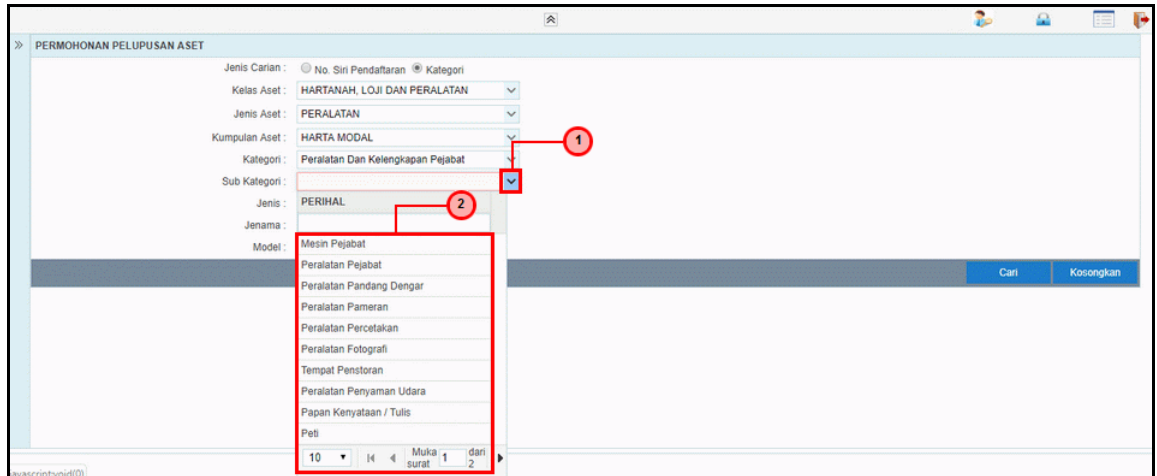 PERMOHONAN PELUPUSAN ASET
Jenis Carian : No. Siri Pendaftaran Kategori
Kelas Aset : HARTANAH, LOJI DAN PERALATAN
Jenis Aset : PERALATAN
Kumpulan Aset : HARTA MODAL
1
Kategori : Peralatan Dan Kelengkapan Pejabat
Sub Kategori :
Jenis : PERIHAL
2
Jenama :
Model : Mesin Pejabat
Peralatan Pejabat
Cari Kosongkan
Peralatan Pandang Dengar
Peralatan Pameran
Peralatan Percetakan
Peralatan Fotografi
Tempat Penstoran
Peralatan Penyaman Udara
Papan Kenyataan / Tulis
Peti
10 Muka surat 1 dari 2
javascript:void(0)